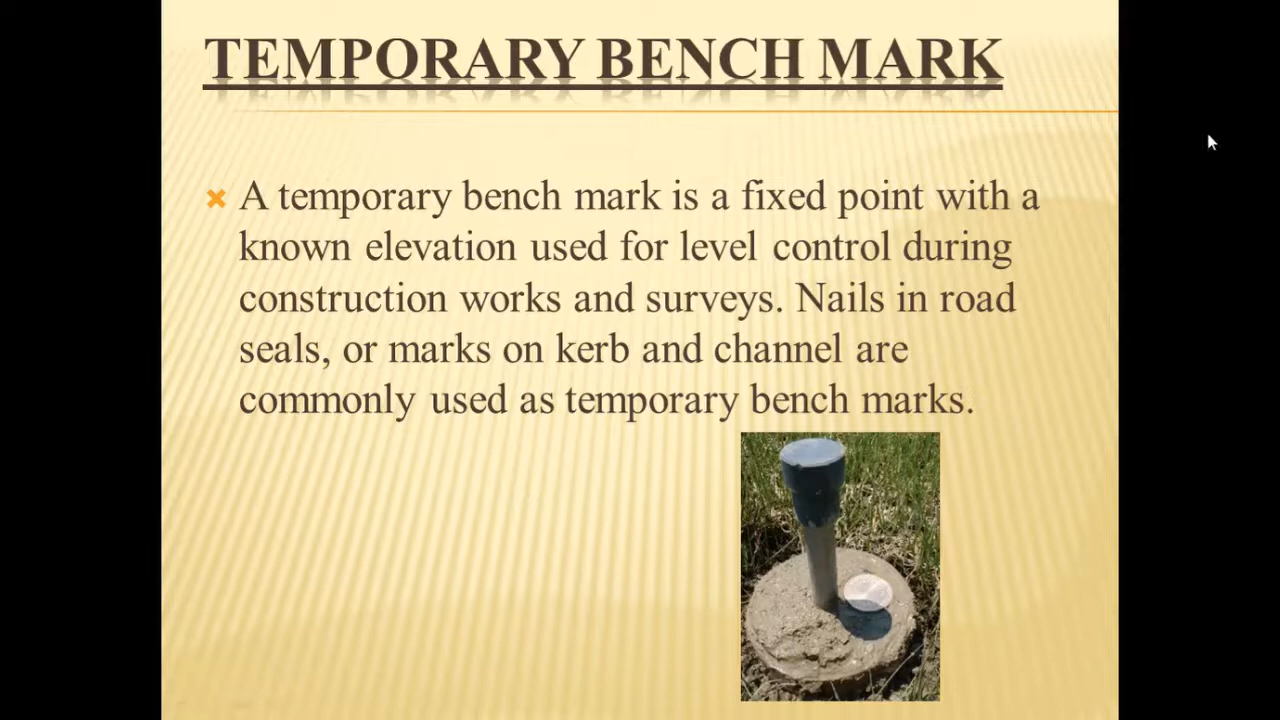 TEMPORARY BENCH MARK
A temporary bench mark is a fixed point with a
known elevation used for level control during
construction works and surveys. Nails in road
seals, or marks on kerb and channel are
commonly used as temporary bench marks.